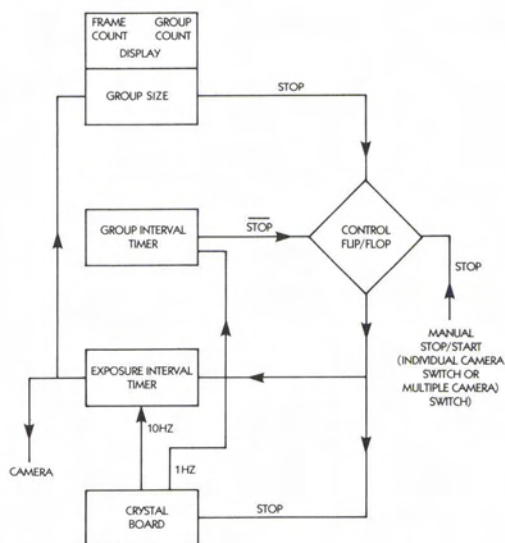 FRAME GROUP
COUNT COUNT
DISPLAY
GROUP SIZE
STOP
GROUP INTERVAL
TIMER
STOP
CONTROL
FLIP/FLOP
STOP
MANUAL
STOP/START
(INDIVIDUAL CAMERA
SWITCH OR
MULTIPLE CAMERA)
SWITCH)
EXPOSURE INTERVAL
TIMER
10HZ
1HZ
CAMERA
CRYSTAL
BOARD
STOP